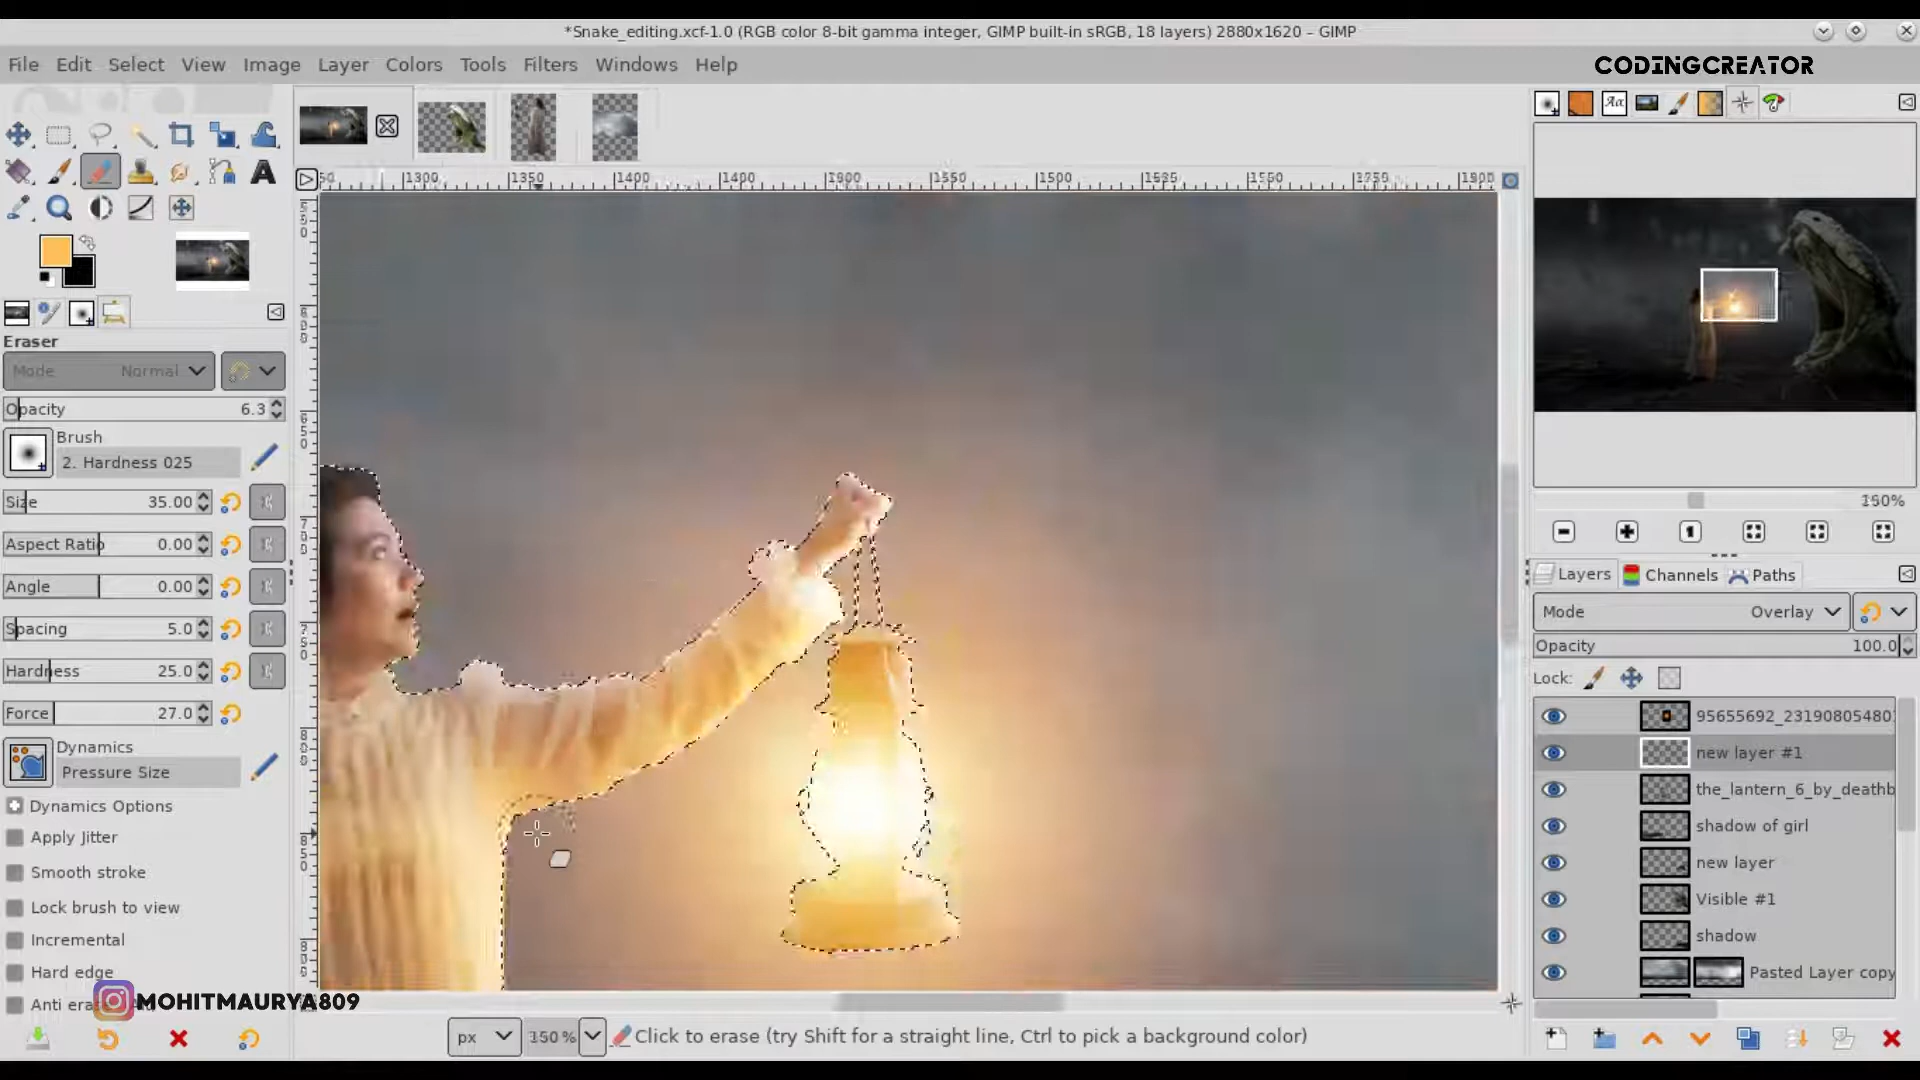 *Snake_editing.xcf-1.0 (RGB color 8-bit gamma integer, GIMP built-in sRGB, 18 layers) 2880x1620 – GIMP
File Edit Select View Image Layer Colors Tools Filters Windows Help
CODINGCREATOR
Eraser
Mode Normal
Opacity 6.3
Brush
2. Hardness 025
Size 35.00
Aspect Ratio 0.00
Angle 0.00
Spacing 5.0
Hardness 25.0
Force 27.0
Dynamics
Pressure Size
Dynamics Options
Apply Jitter
Smooth stroke
Lock brush to view
Incremental
Hard edge
Anti era
MOHITMAURYA809
px 150 % Click to erase (try Shift for a straight line, Ctrl to pick a background color)
150%
Layers Channels Paths
Mode Overlay
Opacity 100.0
Lock:
95655692_231908054801
new layer #1
the_lantern_6_by_deathb
shadow of girl
new layer
Visible #1
shadow
Pasted Layer copy